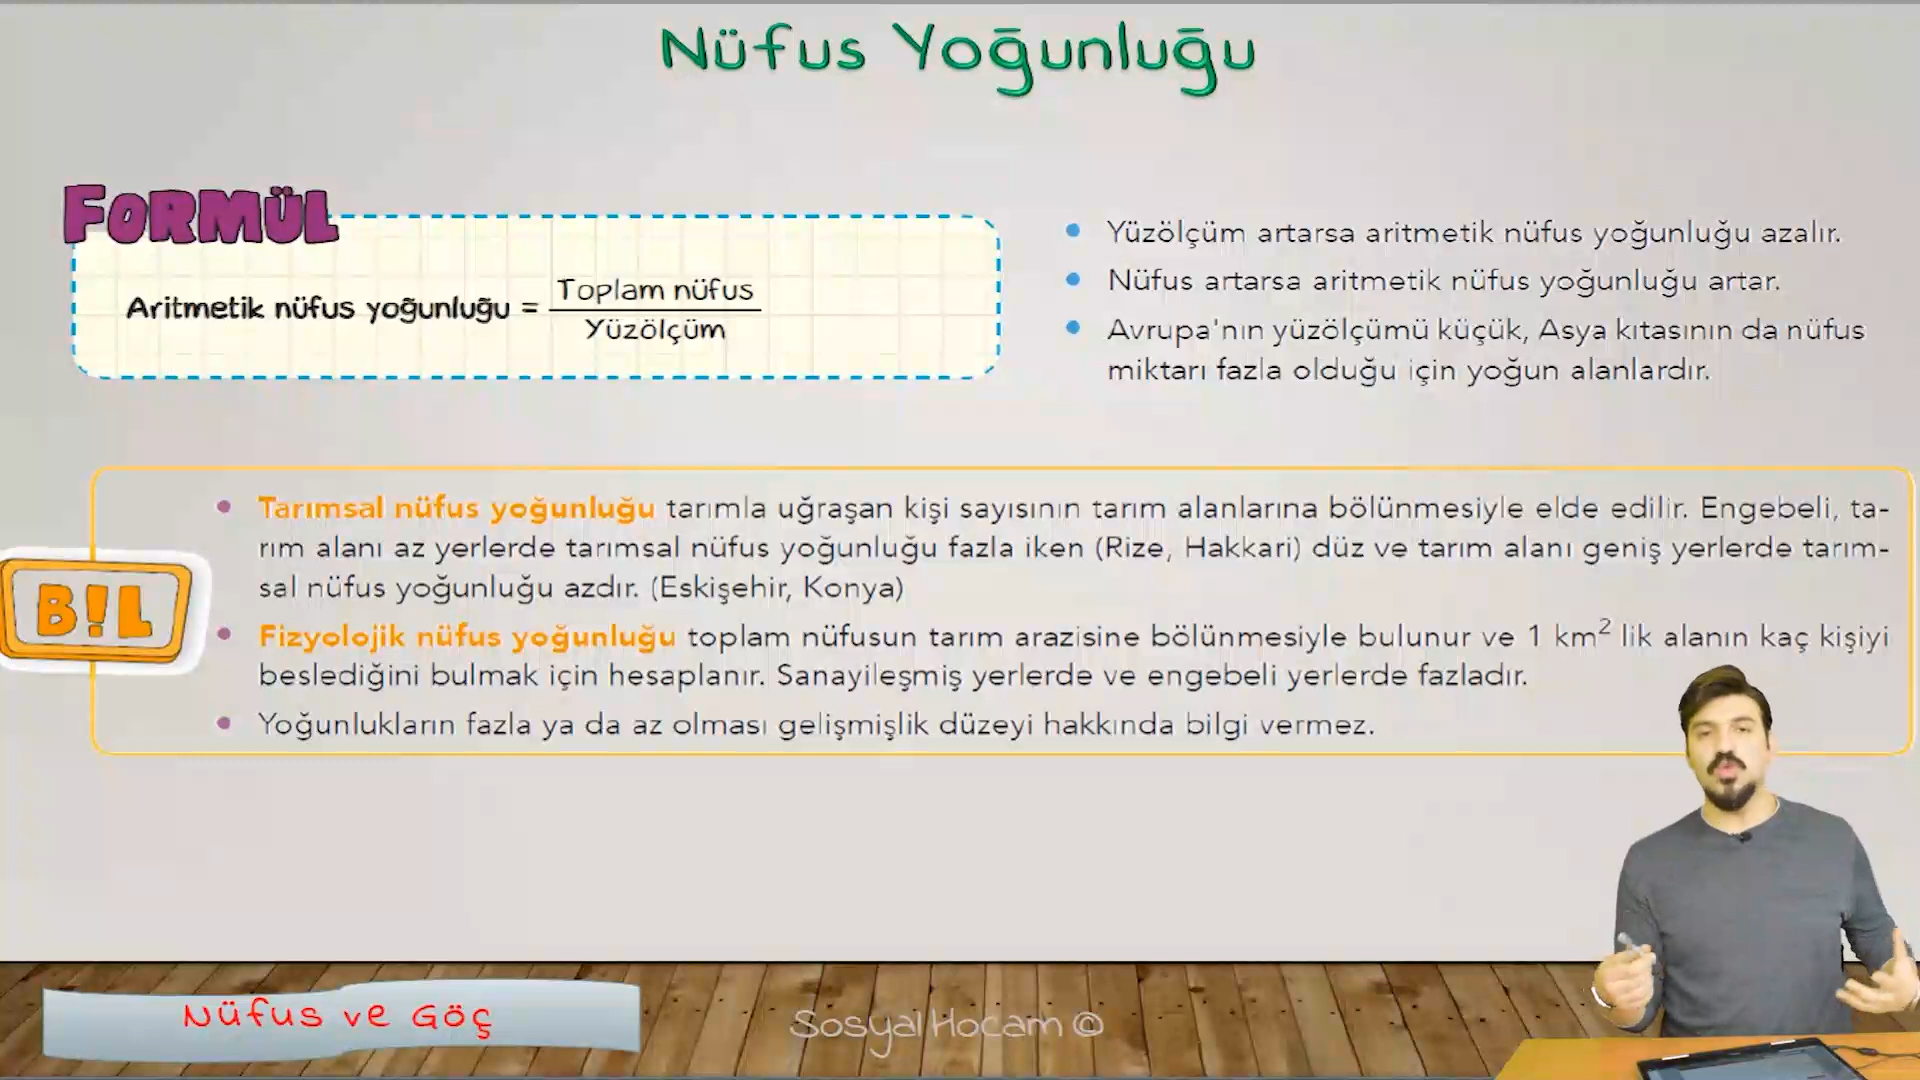 Nüfus Yoğunluğu
FORMÜL
Aritmetik nüfus yoğunluğu = Toplam nüfus
Yüzölçüm
• Yüzölçüm artarsa aritmetik nüfus yoğunluğu azalır.
• Nüfus artarsa aritmetik nüfus yoğunluğu artar.
• Avrupa'nın yüzölçümü küçük, Asya kıtasının da nüfus
miktarı fazla olduğu için yoğun alanlardır.
B!L
• Tarımsal nüfus yoğunluğu tarımla uğraşan kişi sayısının tarım alanlarına bölünmesiyle elde edilir. Engebeli, ta-
rım alanı az yerlerde tarımsal nüfus yoğunluğu fazla iken (Rize, Hakkari) düz ve tarım alanı geniş yerlerde tarım-
sal nüfus yoğunluğu azdır. (Eskişehir, Konya)
• Fizyolojik nüfus yoğunluğu toplam nüfusun tarım arazisine bölünmesiyle bulunur ve 1 km² lik alanın kaç kişiyi
beslediğini bulmak için hesaplanır. Sanayileşmiş yerlerde ve engebeli yerlerde fazladır.
• Yoğunlukların fazla ya da az olması gelişmişlik düzeyi hakkında bilgi vermez.
Nüfus ve Göç
Sosyal Hocam ©